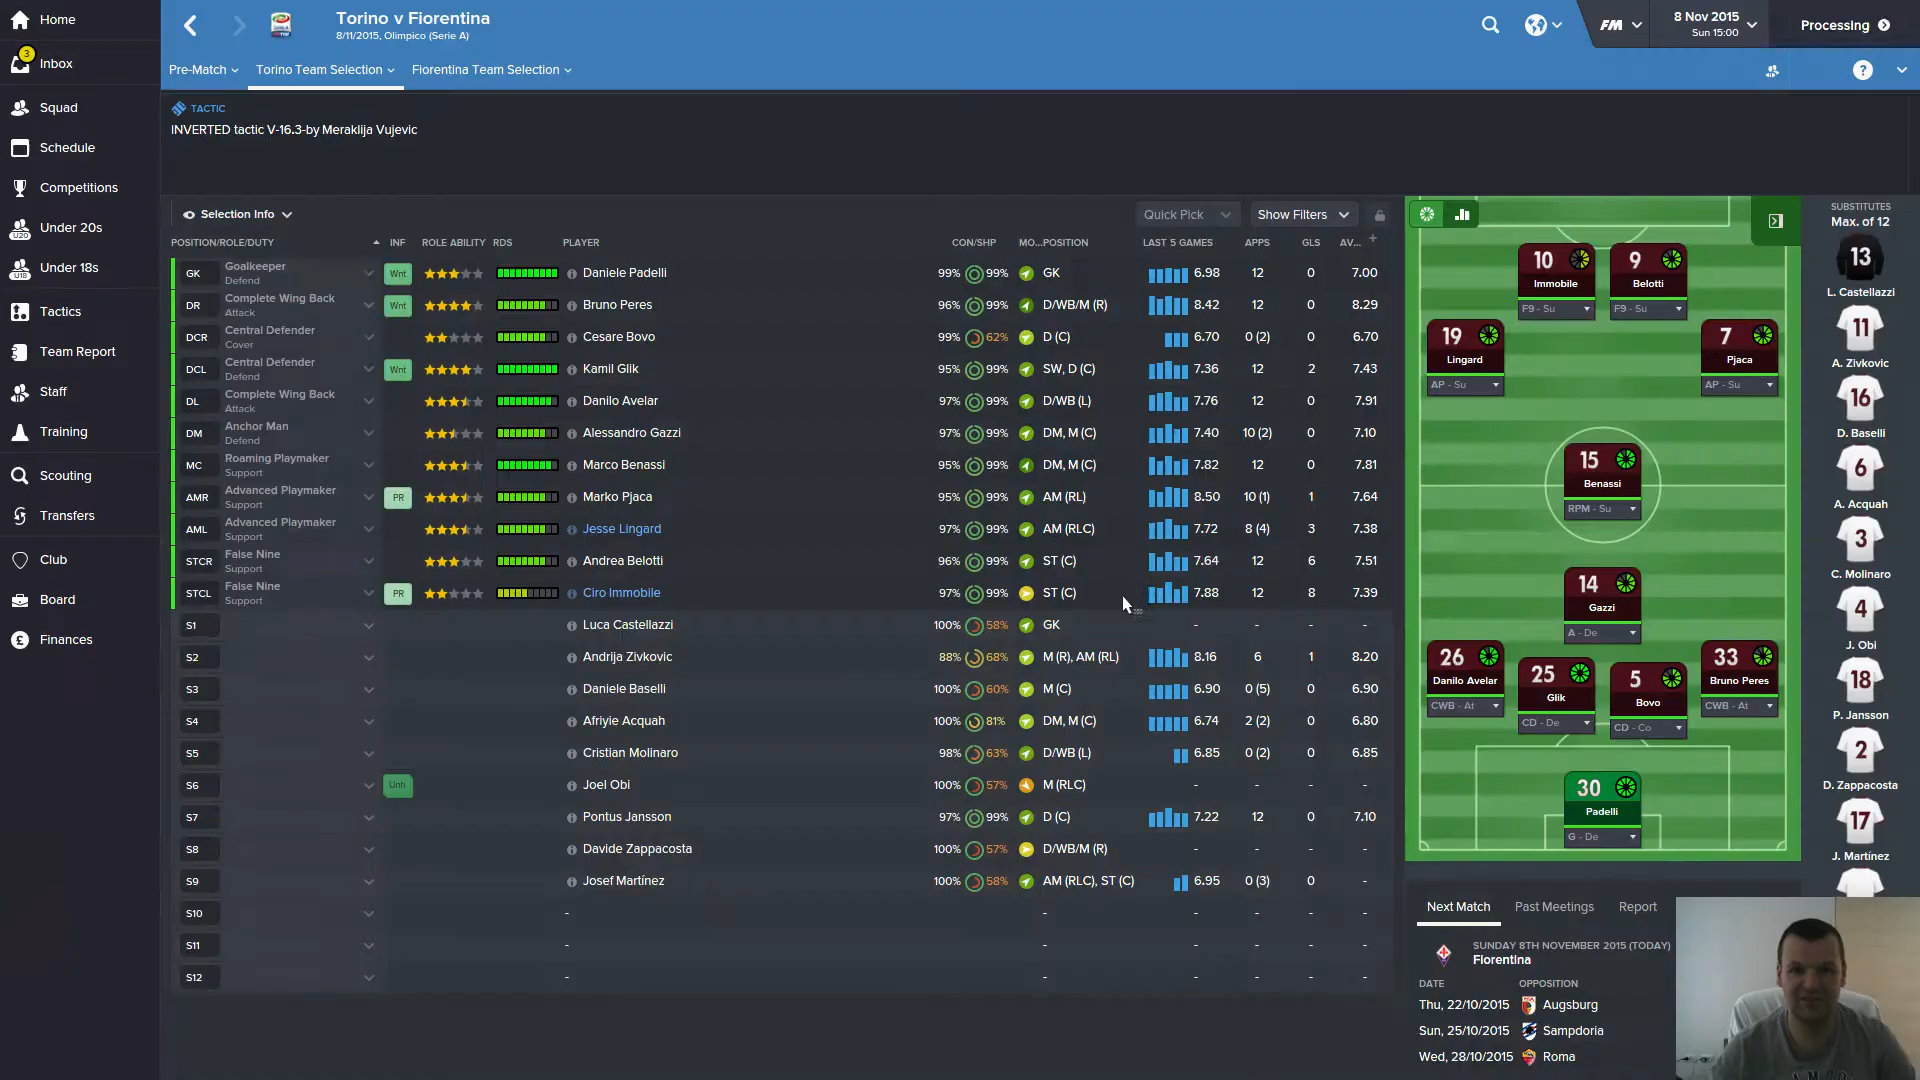 Home
3
Inbox
Squad
Schedule
Competitions
U20
Under 20s
U18
Under 18s
Tactics
Team Report
Staff
Training
Scouting
Transfers
Club
Board
Finances
Torino v Fiorentina
8/11/2015, Olimpico (Serie A)
FM
8 Nov 2015
Sun 15:00
Processing
Pre-Match
Torino Team Selection
Fiorentina Team Selection
?
TACTIC
INVERTED tactic V-16.3-by Meraklija Vujevic
Selection Info
Quick Pick
Show Filters
POSITION/ROLE/DUTY INF ROLE ABILITY RDS PLAYER CON/SHP MO... POSITION LAST 5 GAMES APPS GLS AV... +
GK Goalkeeper Defend Wnt Daniele Padelli 99% 99% GK 6.98 12 0 7.00
DR Complete Wing Back Attack Wnt Bruno Peres 96% 99% D/WB/M (R) 8.42 12 0 8.29
DCR Central Defender Cover Cesare Bovo 99% 62% D (C) 6.70 0 (2) 0 6.70
DCL Central Defender Defend Wnt Kamil Glik 95% 99% SW, D (C) 7.36 12 2 7.43
DL Complete Wing Back Attack Danilo Avelar 97% 99% D/WB (L) 7.76 12 0 7.91
DM Anchor Man Defend Alessandro Gazzi 97% 99% DM, M (C) 7.40 10 (2) 0 7.10
MC Roaming Playmaker Support Marco Benassi 95% 99% DM, M (C) 7.82 12 0 7.81
AMR Advanced Playmaker Support PR Marko Pjaca 95% 99% AM (RL) 8.50 10 (1) 1 7.64
AML Advanced Playmaker Support Jesse Lingard 97% 99% AM (RLC) 7.72 8 (4) 3 7.38
STCR False Nine Support Andrea Belotti 96% 99% ST (C) 7.64 12 6 7.51
STCL False Nine Support PR Ciro Immobile 97% 99% ST (C) 7.88 12 8 7.39
S1 Luca Castellazzi 100% 58% GK - - - -
S2 Andrija Zivkovic 88% 68% M (R), AM (RL) 8.16 6 1 8.20
S3 Daniele Baselli 100% 60% M (C) 6.90 0 (5) 0 6.90
S4 Afriyie Acquah 100% 81% DM, M (C) 6.74 2 (2) 0 6.80
S5 Cristian Molinaro 98% 63% D/WB (L) 6.85 0 (2) 0 6.85
S6 Unh Joel Obi 100% 57% M (RLC) - - - -
S7 Pontus Jansson 97% 99% D (C) 7.22 12 0 7.10
S8 Davide Zappacosta 100% 57% D/WB/M (R) - - - -
S9 Josef Martínez 100% 58% AM (RLC), ST (C) 6.95 0 (3) 0 -
S10 - - - - - -
S11 - - - - - -
S12 - - - - - -
10 Immobile F9 - Su
9 Belotti F9 - Su
19 Lingard AP - Su
7 Pjaca AP - Su
15 Benassi RPM - Su
14 Gazzi A - De
26 Danilo Avelar CWB - At
25 Glik CD - De
5 Bovo CD - Co
33 Bruno Peres CWB - At
30 Padelli G - De
SUBSTITUTES
Max. of 12
13
L. Castellazzi
11
A. Zivkovic
16
D. Baselli
6
A. Acquah
3
C. Molinaro
4
J. Obi
18
P. Jansson
2
D. Zappacosta
17
J. Martínez
Next Match Past Meetings Report
SUNDAY 8TH NOVEMBER 2015 (TODAY)
Fiorentina
DATE OPPOSITION
Thu, 22/10/2015 Augsburg
Sun, 25/10/2015 Sampdoria
Wed, 28/10/2015 Roma